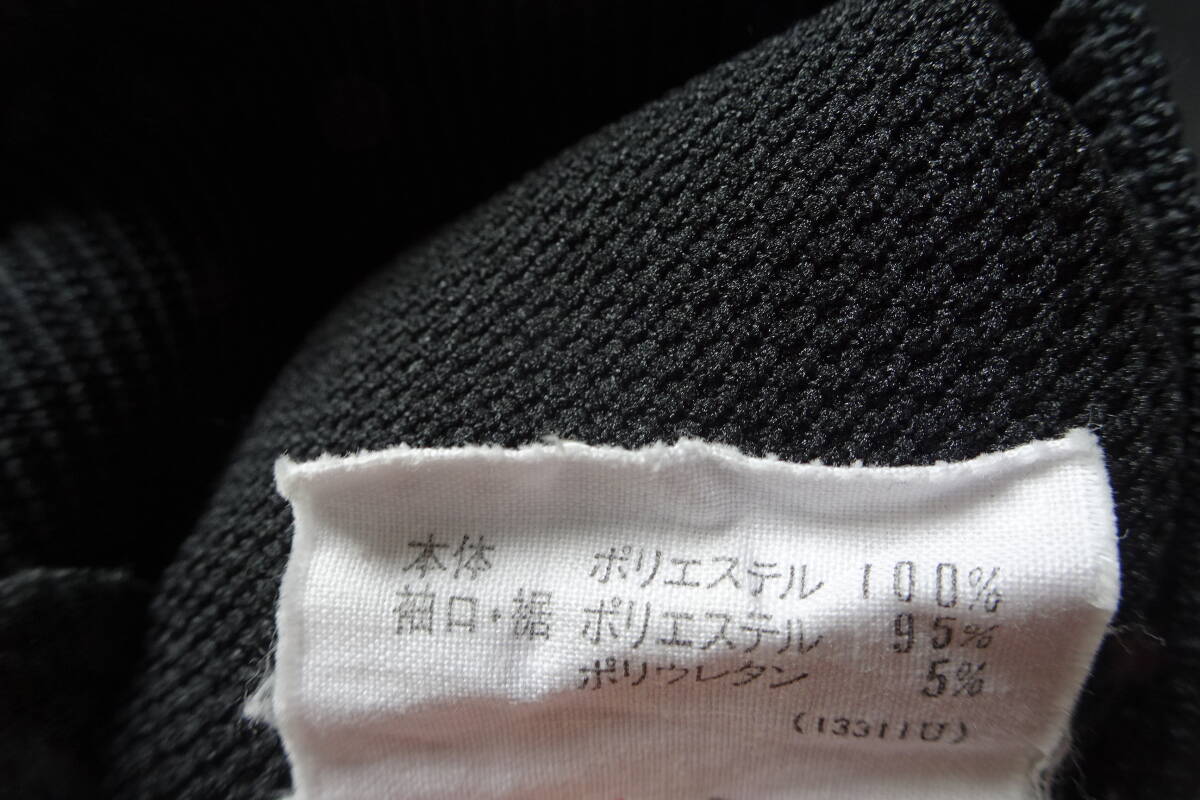 本体 ポリエステル 100%
袖口・裾 ポリエステル 95%
ポリウレタン 5%